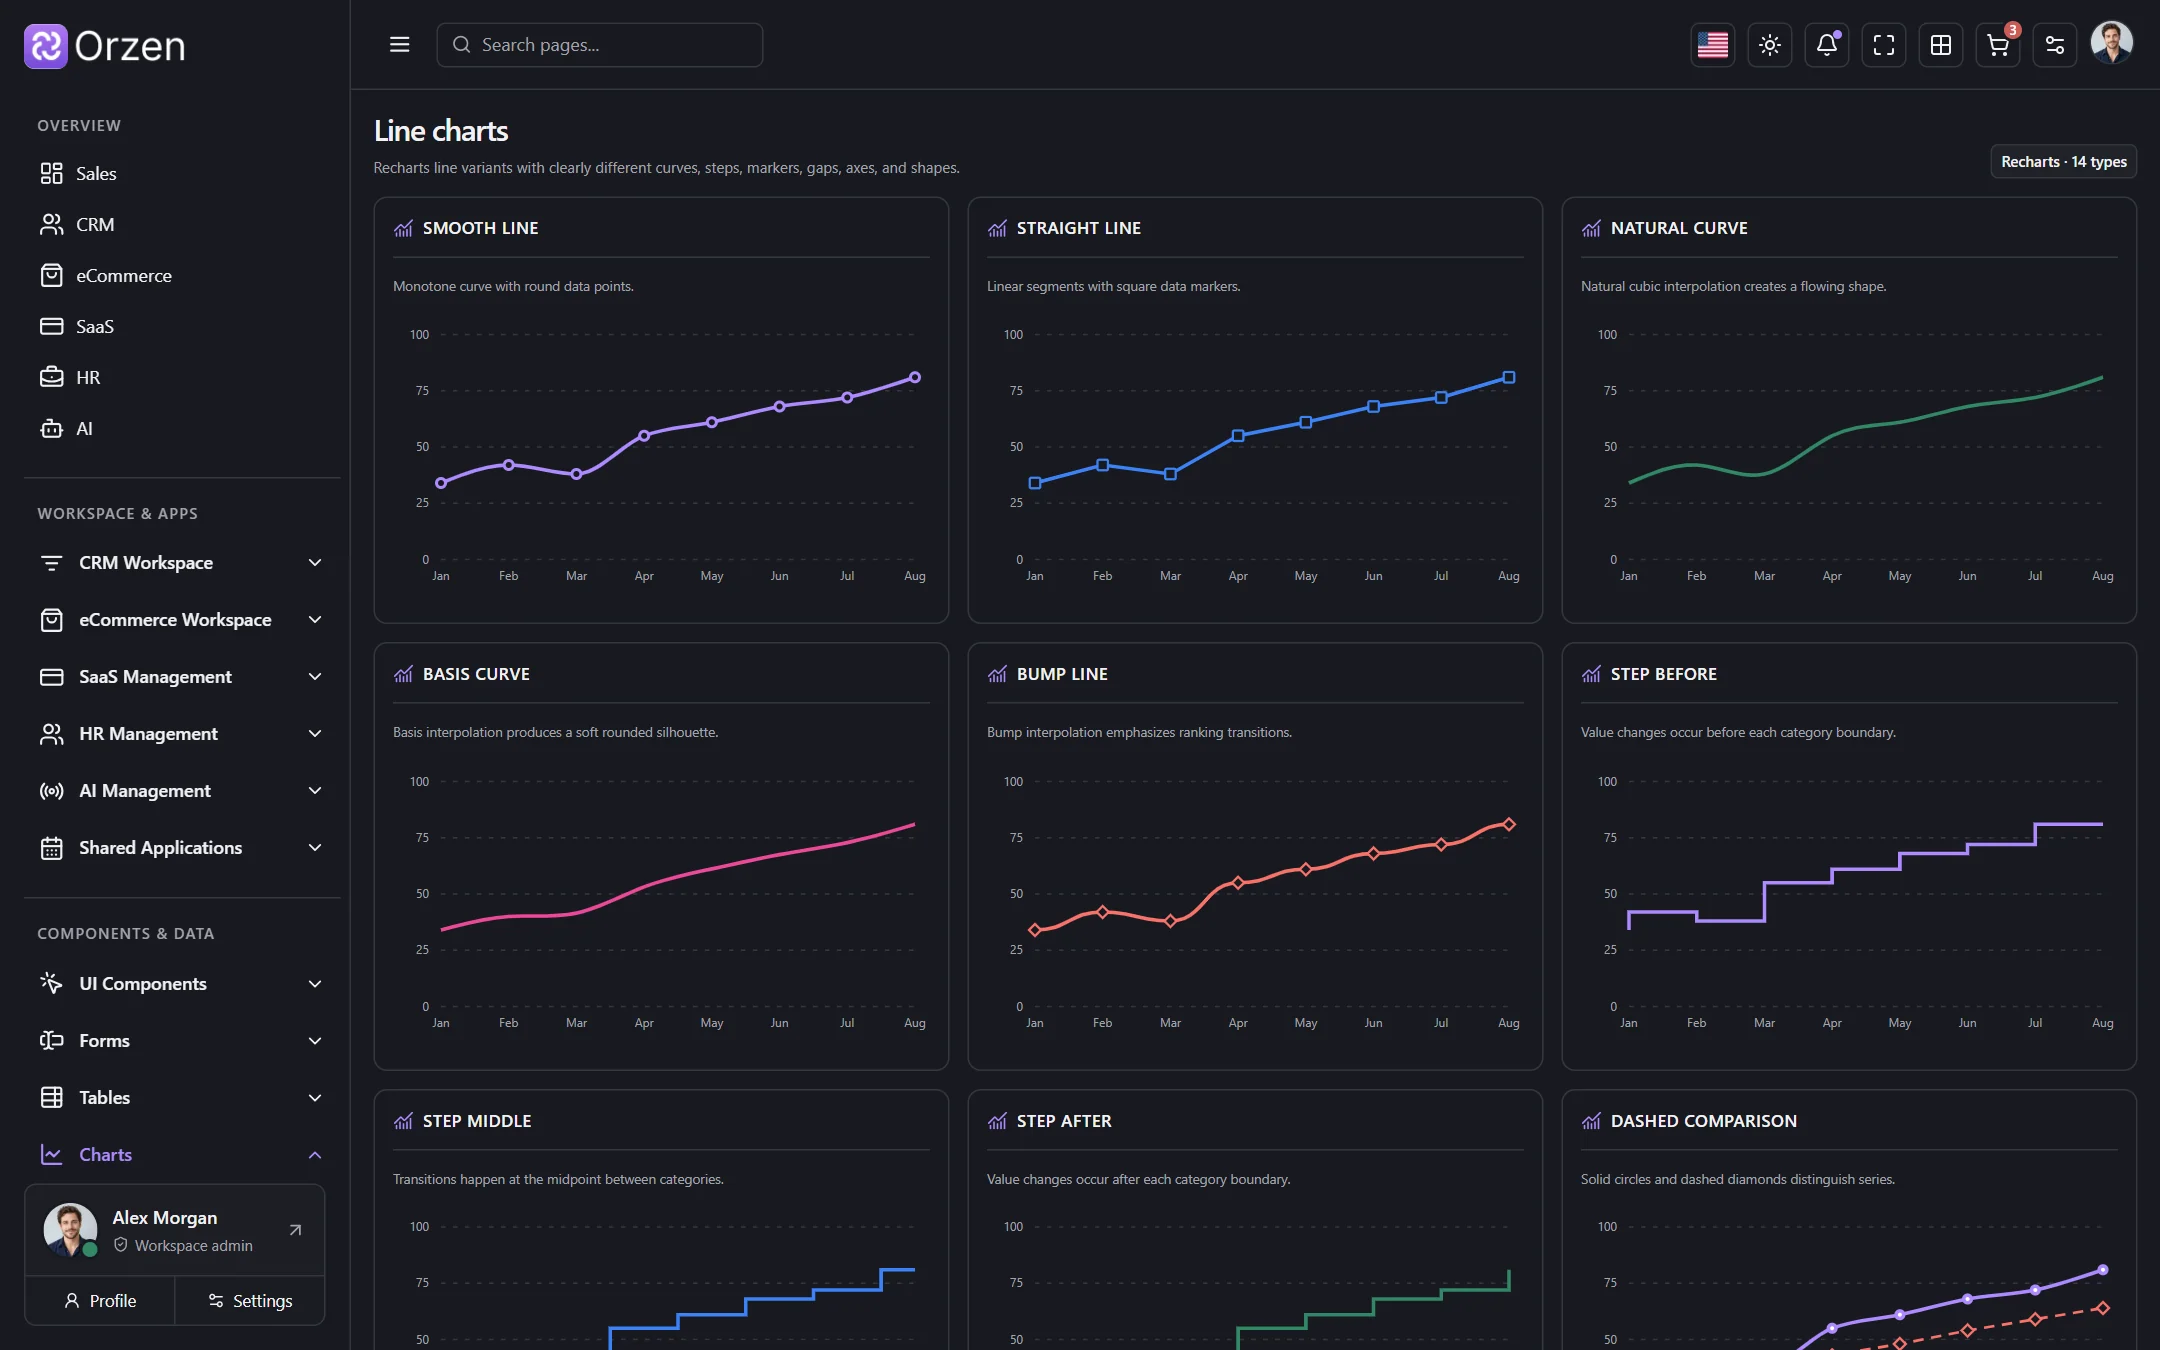 Orzen
OVERVIEW
Sales
CRM
eCommerce
SaaS
HR
AI
WORKSPACE & APPS
CRM Workspace
eCommerce Workspace
SaaS Management
HR Management
AI Management
Shared Applications
COMPONENTS & DATA
UI Components
Forms
Tables
Charts
Alex Morgan
Workspace admin
Profile
Settings
Search pages...
3
Line charts
Recharts line variants with clearly different curves, steps, markers, gaps, axes, and shapes.
Recharts · 14 types
SMOOTH LINE
Monotone curve with round data points.
100
75
50
25
0
Jan Feb Mar Apr May Jun Jul Aug
STRAIGHT LINE
Linear segments with square data markers.
100
75
50
25
0
Jan Feb Mar Apr May Jun Jul Aug
NATURAL CURVE
Natural cubic interpolation creates a flowing shape.
100
75
50
25
0
Jan Feb Mar Apr May Jun Jul Aug
BASIS CURVE
Basis interpolation produces a soft rounded silhouette.
100
75
50
25
0
Jan Feb Mar Apr May Jun Jul Aug
BUMP LINE
Bump interpolation emphasizes ranking transitions.
100
75
50
25
0
Jan Feb Mar Apr May Jun Jul Aug
STEP BEFORE
Value changes occur before each category boundary.
100
75
50
25
0
Jan Feb Mar Apr May Jun Jul Aug
STEP MIDDLE
Transitions happen at the midpoint between categories.
100
75
50
STEP AFTER
Value changes occur after each category boundary.
100
75
50
DASHED COMPARISON
Solid circles and dashed diamonds distinguish series.
100
75
50